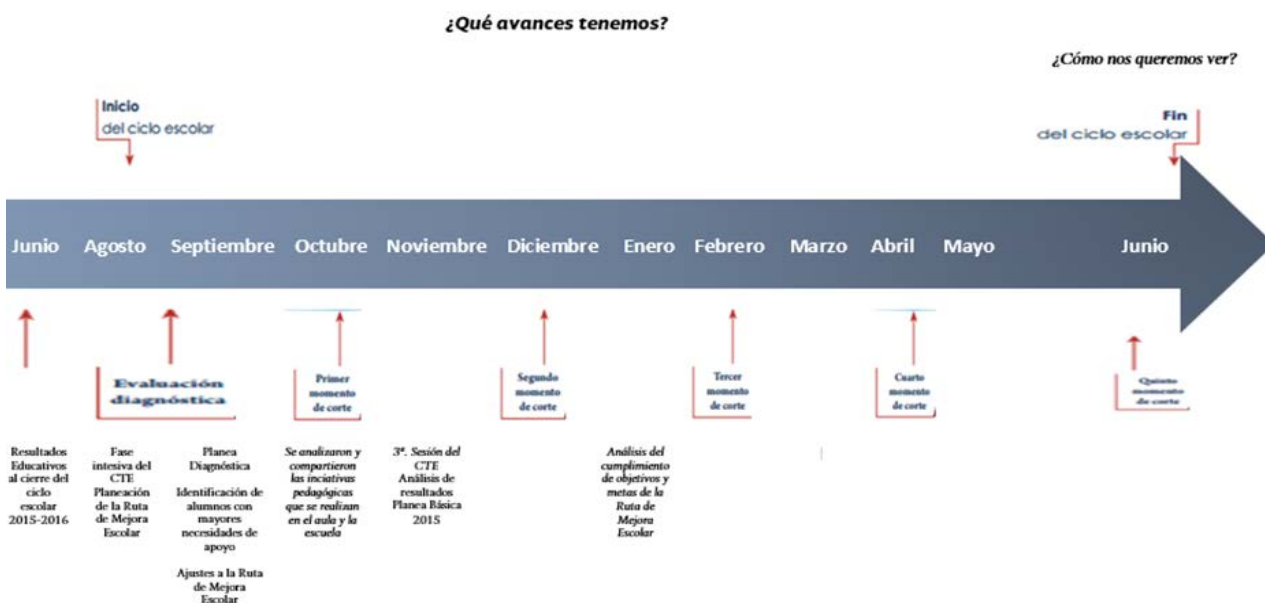 ¿Qué avances tenemos?
¿Cómo nos queremos ver?
Inicio
del ciclo escolar
Fin
del ciclo escolar
Junio Agosto Septiembre Octubre Noviembre Diciembre Enero Febrero Marzo Abril Mayo Junio
Evaluación
diagnóstica
Primer
momento
de corte
Segundo
momento
de corte
Tercer
momento
de corte
Cuarto
momento
de corte
Quinto
momento
de corte
Resultados
Educativos
al cierre del
ciclo
escolar
2015-2016
Fase
intesiva del
CTE
Planeación
de la Ruta
de Mejora
Escolar
Planea
Diagnóstica
Identificación de
alumnos con
mayores
necesidades de
apoyo
Ajustes a la Ruta
de Mejora
Escolar
Se analizaron y
compartieron
las inciativas
pedagógicas
que se realizan
en el aula y la
escuela
3ª. Sesión del
CTE
Análisis de
resultados
Planea Básica
2015
Análisis del
cumplimiento
de objetivos y
metas de la
Ruta de
Mejora
Escolar